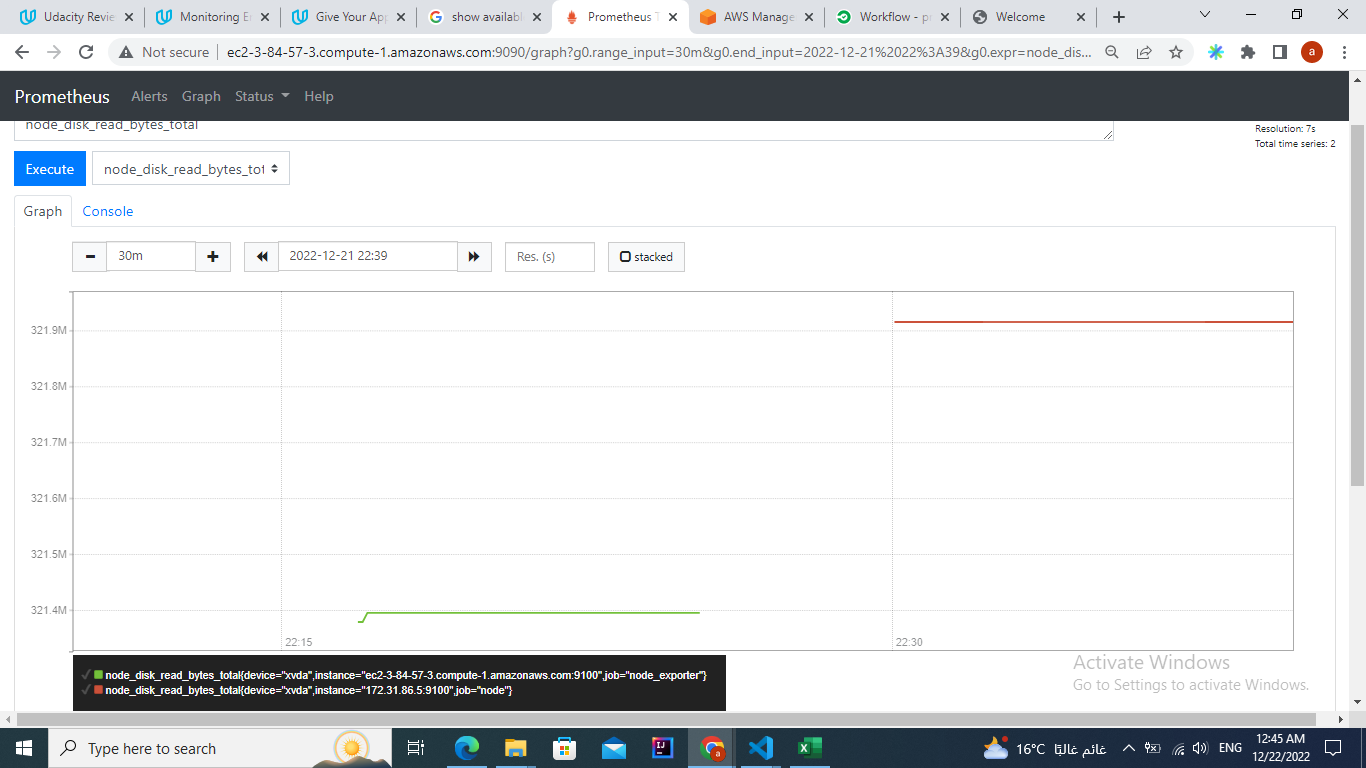 Udacity Revie
Monitoring E
Give Your App
show availabl
Prometheus T
AWS Manage
Workflow - pr
Welcome
Not secure
ec2-3-84-57-3.compute-1.amazonaws.com:9090/graph?g0.range_input=30m&g0.end_input=2022-12-21%2022%3A39&g0.expr=node_dis...
a
Prometheus
Alerts
Graph
Status
Help
node_disk_read_bytes_total
Resolution: 7s
Total time series: 2
Execute
node_disk_read_bytes_tot
Graph
Console
30m
2022-12-21 22:39
Res. (s)
stacked
321.9M
321.8M
321.7M
321.6M
321.5M
321.4M
22:15
22:30
node_disk_read_bytes_total{device="xvda",instance="ec2-3-84-57-3.compute-1.amazonaws.com:9100",job="node_exporter"}
node_disk_read_bytes_total{device="xvda",instance="172.31.86.5:9100",job="node"}
Activate Windows
Go to Settings to activate Windows.
Type here to search
16°C غائم غالبًا
ENG
12:45 AM
12/22/2022